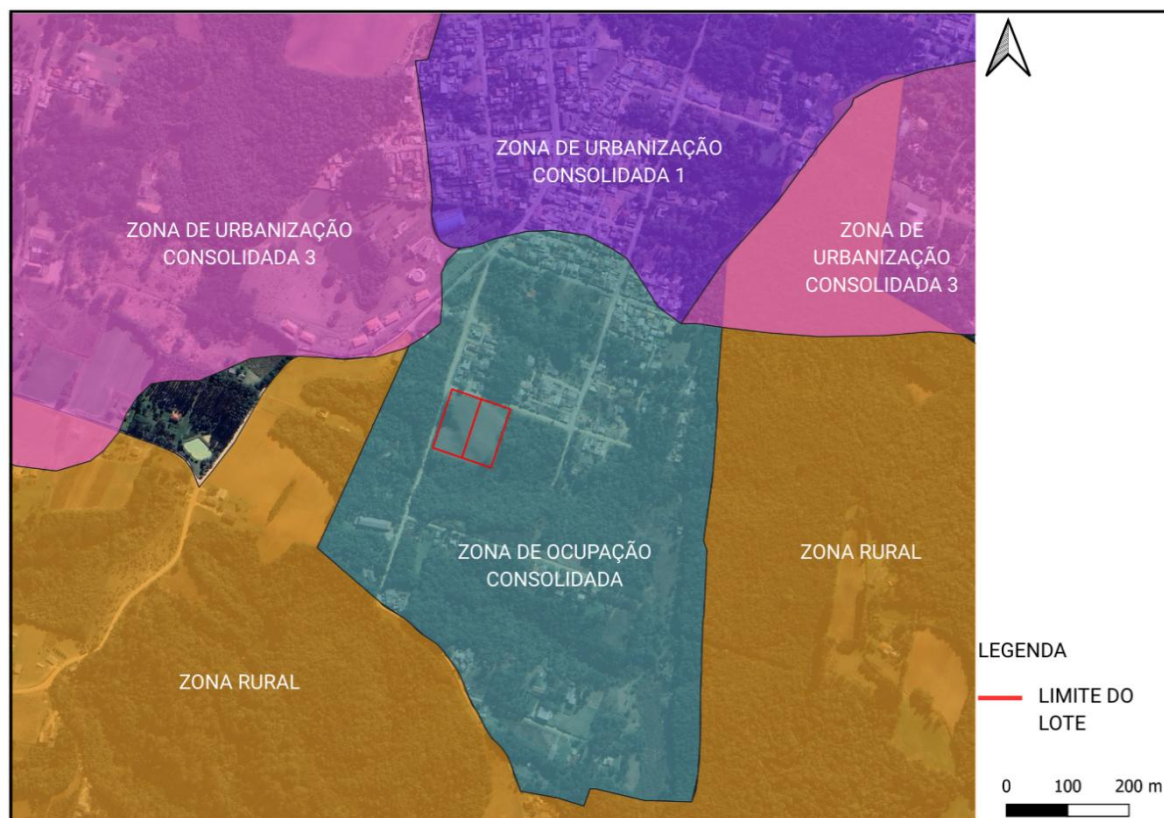 ZONA DE URBANIZAÇÃO
CONSOLIDADA 1
ZONA DE URBANIZAÇÃO
CONSOLIDADA 3
ZONA DE
URBANIZAÇÃO
CONSOLIDADA 3
ZONA DE OCUPAÇÃO
CONSOLIDADA
ZONA RURAL
ZONA RURAL
LEGENDA
LIMITE DO
LOTE
0 100 200 m